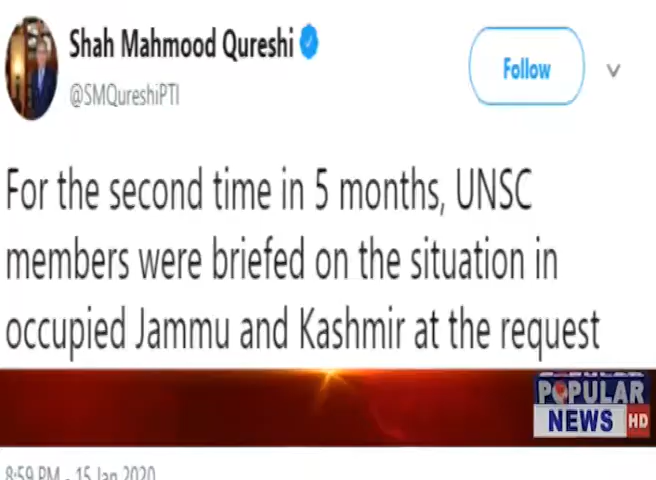 Shah Mahmood Qureshi
@SMQureshiPTI
Follow
For the second time in 5 months, UNSC
members were briefed on the situation in
occupied Jammu and Kashmir at the request
POPULAR
NEWS HD
8:59 PM - 15 Jan 2020